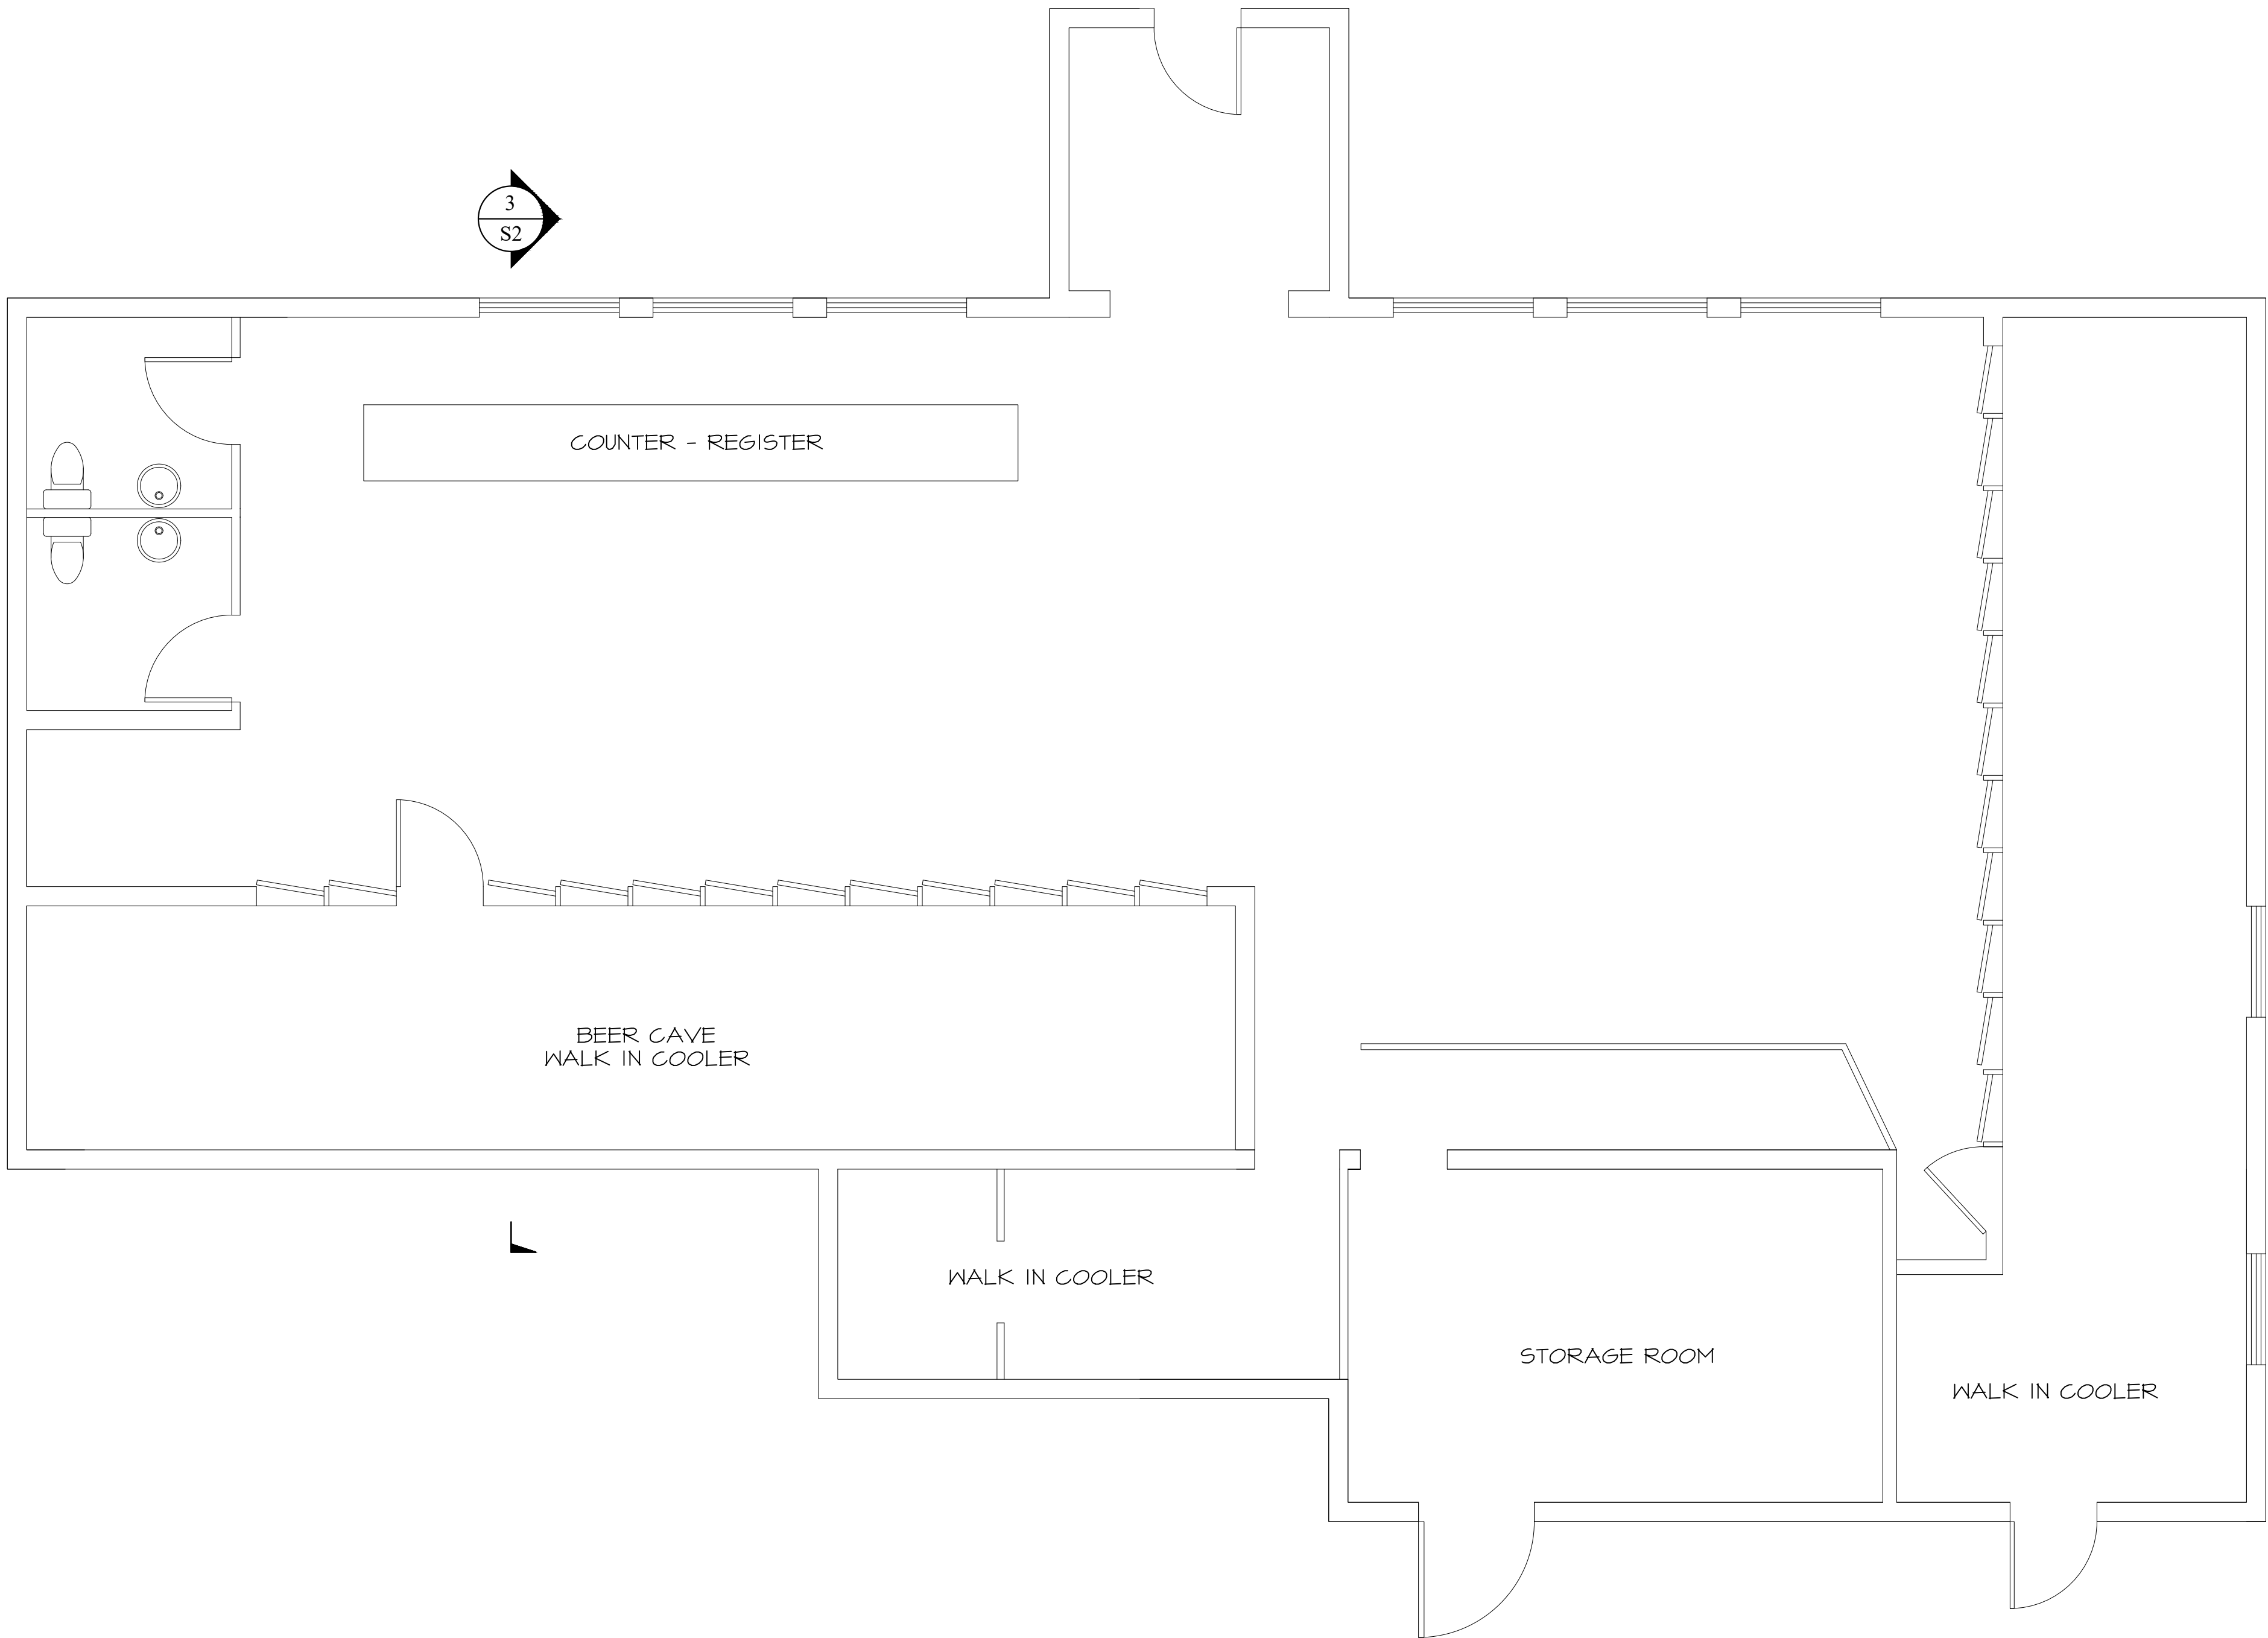 3
S2
COUNTER - REGISTER
BEER CAVE
WALK IN COOLER
WALK IN COOLER
STORAGE ROOM
WALK IN COOLER